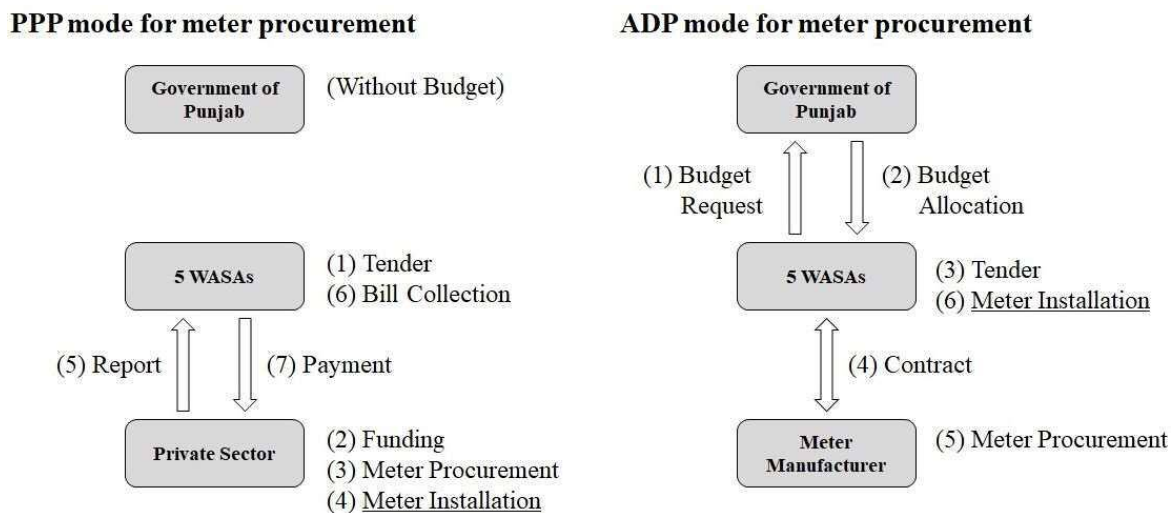 PPP mode for meter procurement
Government of
Punjab
(Without Budget)
5 WASAs
(1) Tender
(6) Bill Collection
(5) Report
(7) Payment
Private Sector
(2) Funding
(3) Meter Procurement
(4) Meter Installation
ADP mode for meter procurement
Government of
Punjab
(1) Budget
Request
(2) Budget
Allocation
5 WASAs
(3) Tender
(6) Meter Installation
(4) Contract
Meter
Manufacturer
(5) Meter Procurement